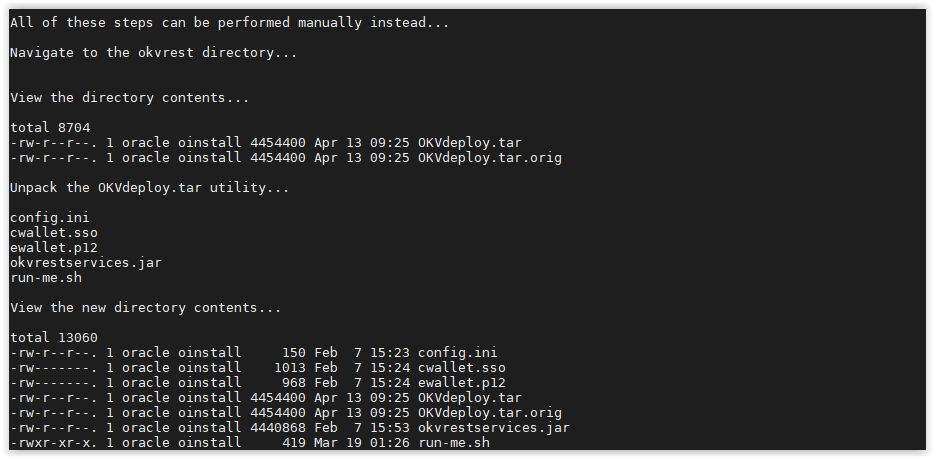 All of these steps can be performed manually instead...
Navigate to the okvrest directory...
View the directory contents...
total 8704
-rw-r--r--. 1 oracle oinstall 4454400 Apr 13 09:25 OKVdeploy.tar
-rw-r--r--. 1 oracle oinstall 4454400 Apr 13 09:25 OKVdeploy.tar.orig
Unpack the OKVdeploy.tar utility...
config.ini
cwallet.sso
ewallet.p12
okvrestservices.jar
run-me.sh
View the new directory contents...
total 13060
-rw-r--r--. 1 oracle oinstall     150 Feb  7 15:23 config.ini
-rw-------. 1 oracle oinstall    1013 Feb  7 15:24 cwallet.sso
-rw-------. 1 oracle oinstall     968 Feb  7 15:24 ewallet.p12
-rw-r--r--. 1 oracle oinstall 4454400 Apr 13 09:25 OKVdeploy.tar
-rw-r--r--. 1 oracle oinstall 4454400 Apr 13 09:25 OKVdeploy.tar.orig
-rw-r--r--. 1 oracle oinstall 4440868 Feb  7 15:53 okvrestservices.jar
-rwxr-xr-x. 1 oracle oinstall     419 Mar 19 01:26 run-me.sh